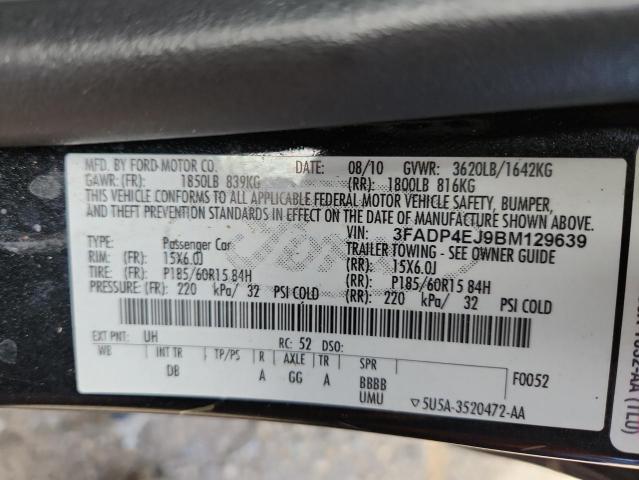 MFD. BY FORD MOTOR CO. DATE: 08/10 GVWR: 3620LB/1642KG
GAWR: (FR): 1850LB 839KG (RR): 1800LB 816KG
THIS VEHICLE CONFORMS TO ALL APPLICABLE FEDERAL MOTOR VEHICLE SAFETY, BUMPER,
AND THEFT PREVENTION STANDARDS IN EFFECT ON THE DATE OF MANUFACTURE SHOWN ABOVE.
VIN: 3FADP4EJ9BM129639
TYPE: Passenger Car TRAILER TOWING - SEE OWNER GUIDE
RIM: (FR): 15X6.0J (RR): 15X6.0J
TIRE: (FR): P185/60R15 84H (RR): P185/60R15 84H
PRESSURE: (FR): 220 kPa/ 32 PSI COLD (RR): 220 kPa/ 32 PSI COLD
EXT PNT: UH RC: 52 DSO:
WB INT TR TP/PS R AXLE TR SPR F0052
DB A GG A BBBB
UMU ▽5U5A-3520472-AA